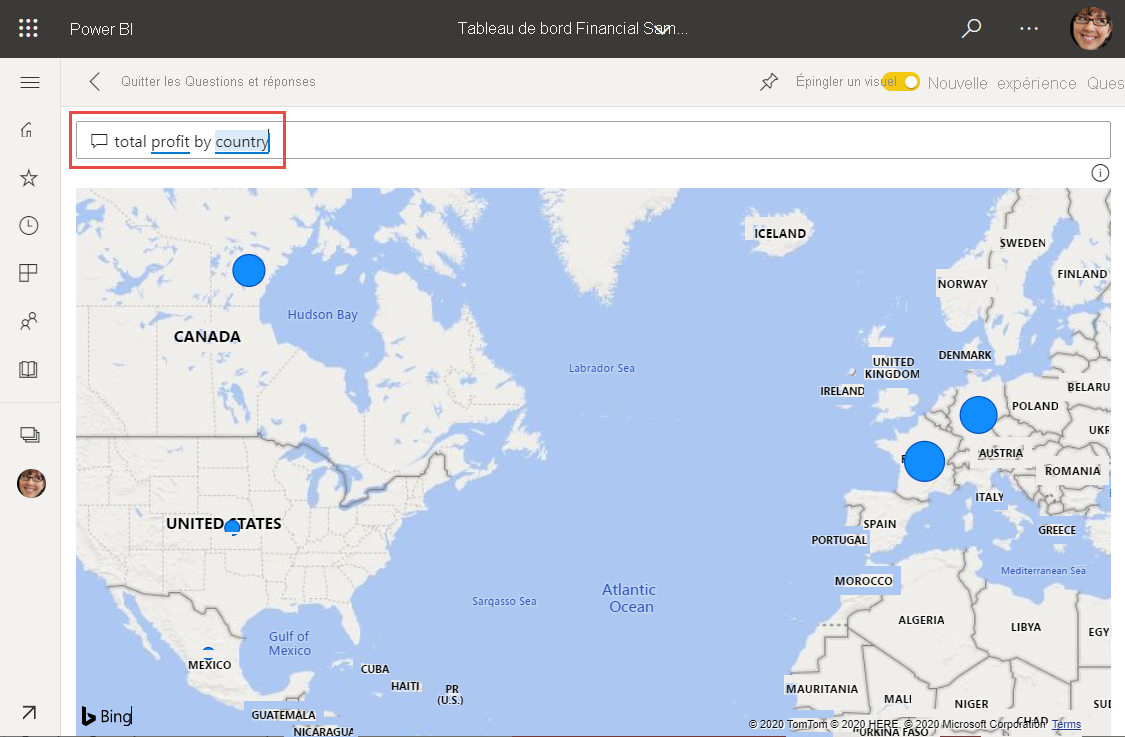 Power BI
Tableau de bord Financial Sam...
Quitter les Questions et réponses
Épingler un visuel
Nouvelle expérience Ques
total profit by country
ICELAND
SWEDEN
NORWAY
FINLAND
Hudson Bay
CANADA
Labrador Sea
UNITED
KINGDOM
DENMARK
IRELAND
BELARU
POLAND
UKR
AUSTRIA
ROMANIA
ITALY
UNITED STATES
SPAIN
PORTUGAL
GREECE
Mediterranean Sea
MOROCCO
Atlantic
Ocean
Sargasso Sea
ALGERIA
LIBYA
EGY
Gulf of
Mexico
MEXICO
CUBA
HAITI
PR
(U.S.)
MAURITANIA
MALI
NIGER
SUD
CHAD
Bing
GUATEMALA
NICARAGUA
© 2020 TomTom © 2020 HERE, © 2020 Microsoft Corporation Terms
BURKINA FASO